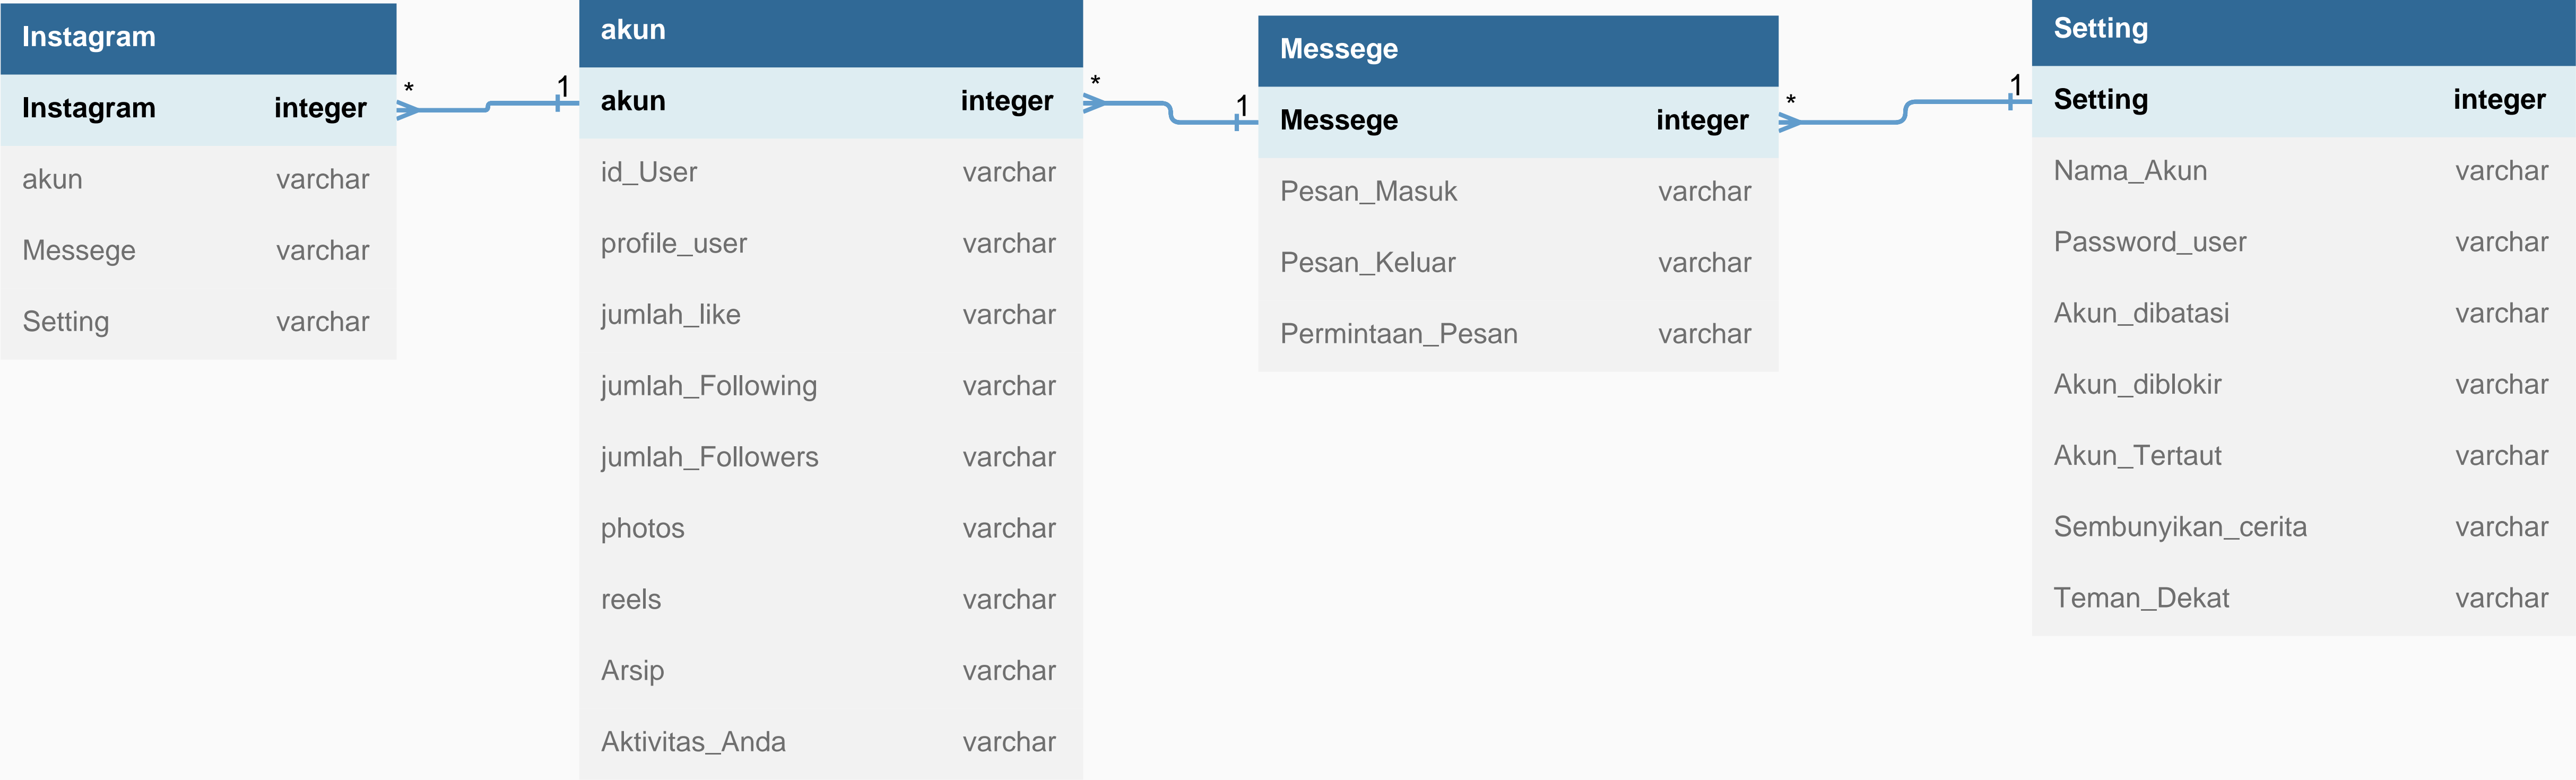 Instagram
Instagram integer
akun varchar
Messege varchar
Setting varchar
* 1
akun
akun integer
id_User varchar
profile_user varchar
jumlah_like varchar
jumlah_Following varchar
jumlah_Followers varchar
photos varchar
reels varchar
Arsip varchar
Aktivitas_Anda varchar
* 1
Messege
Messege integer
Pesan_Masuk varchar
Pesan_Keluar varchar
Permintaan_Pesan varchar
* 1
Setting
Setting integer
Nama_Akun varchar
Password_user varchar
Akun_dibatasi varchar
Akun_diblokir varchar
Akun_Tertaut varchar
Sembunyikan_cerita varchar
Teman_Dekat varchar